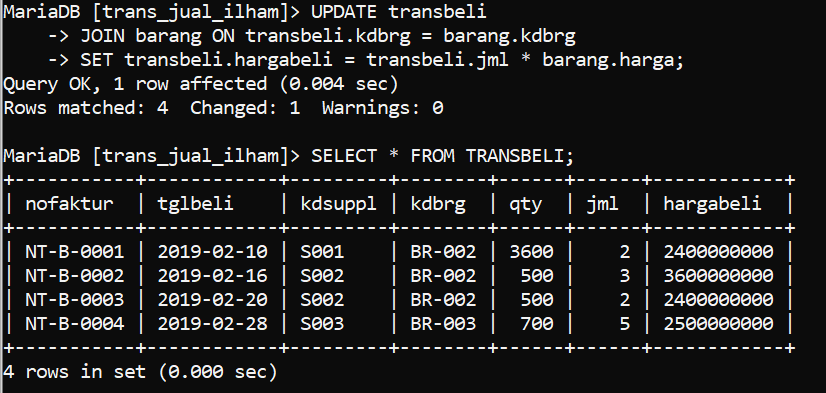 MariaDB [trans_jual_ilham]> UPDATE transbeli
    -> JOIN barang ON transbeli.kdbrg = barang.kdbrg
    -> SET transbeli.hargabeli = transbeli.jml * barang.harga;
Query OK, 1 row affected (0.004 sec)
Rows matched: 4  Changed: 1  Warnings: 0

MariaDB [trans_jual_ilham]> SELECT * FROM TRANSBELI;
+-----------+------------+---------+--------+------+------+------------+
| nofaktur  | tglbeli    | kdsuppl | kdbrg  | qty  | jml  | hargabeli  |
+-----------+------------+---------+--------+------+------+------------+
| NT-B-0001 | 2019-02-10 | S001    | BR-002 | 3600 |    2 | 2400000000 |
| NT-B-0002 | 2019-02-16 | S002    | BR-002 |  500 |    3 | 3600000000 |
| NT-B-0003 | 2019-02-20 | S002    | BR-002 |  500 |    2 | 2400000000 |
| NT-B-0004 | 2019-02-28 | S003    | BR-003 |  700 |    5 | 2500000000 |
+-----------+------------+---------+--------+------+------+------------+
4 rows in set (0.000 sec)